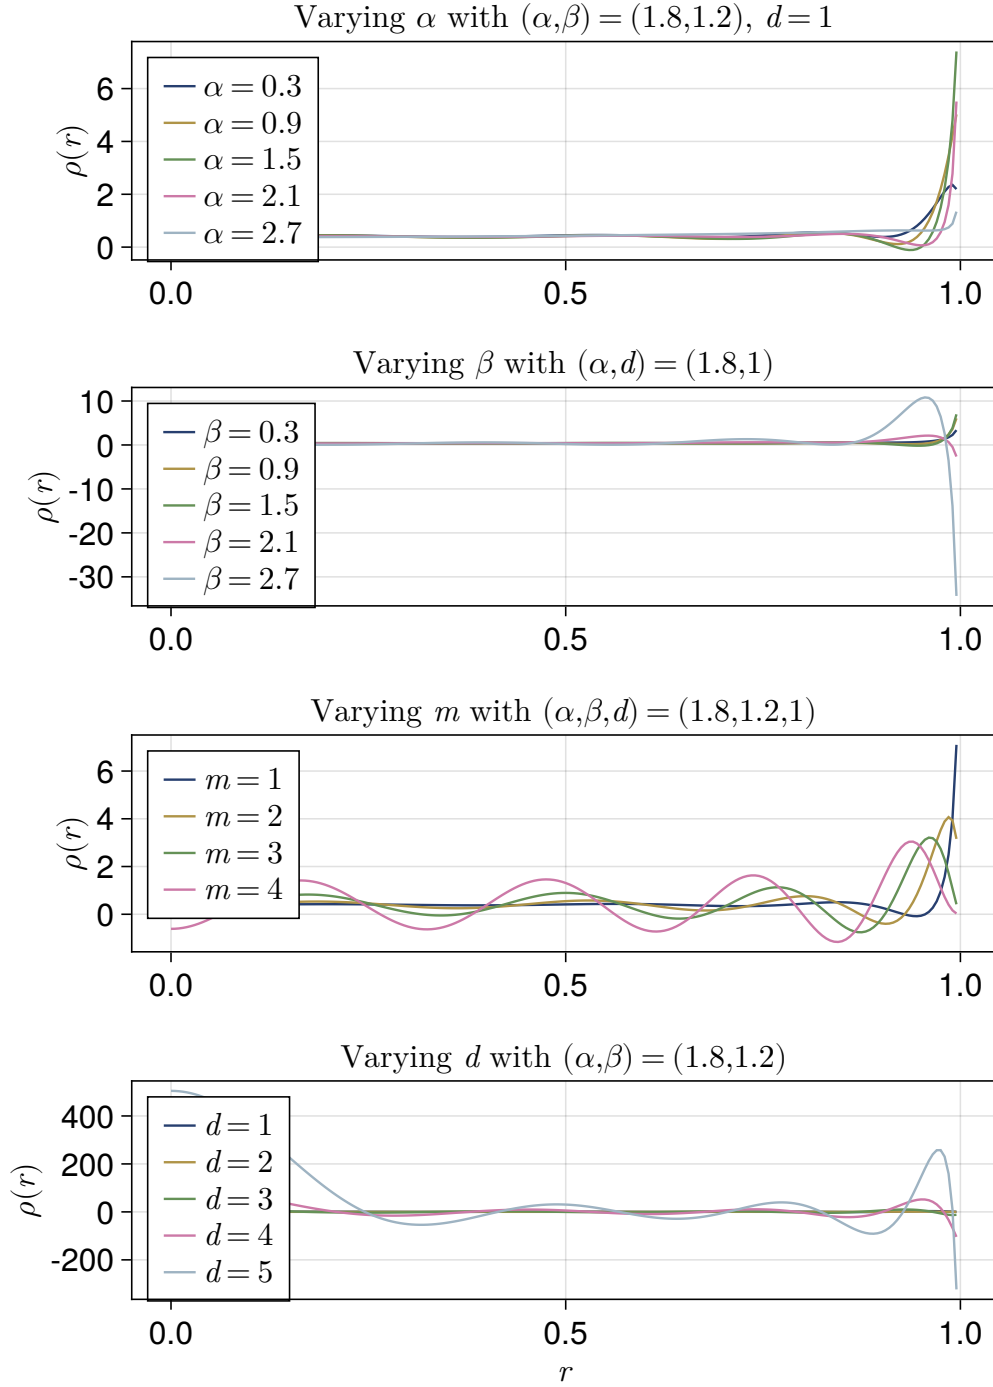 Varying α with (α,β) = (1.8,1.2), d = 1
ρ(r)
6
4
2
0
α = 0.3
α = 0.9
α = 1.5
α = 2.1
α = 2.7
0.0 0.5 1.0
Varying β with (α,d) = (1.8,1)
ρ(r)
10
0
-10
-20
-30
β = 0.3
β = 0.9
β = 1.5
β = 2.1
β = 2.7
0.0 0.5 1.0
Varying m with (α,β,d) = (1.8,1.2,1)
ρ(r)
6
4
2
0
m = 1
m = 2
m = 3
m = 4
0.0 0.5 1.0
Varying d with (α,β) = (1.8,1.2)
ρ(r)
400
200
0
-200
d = 1
d = 2
d = 3
d = 4
d = 5
0.0 0.5 1.0
r